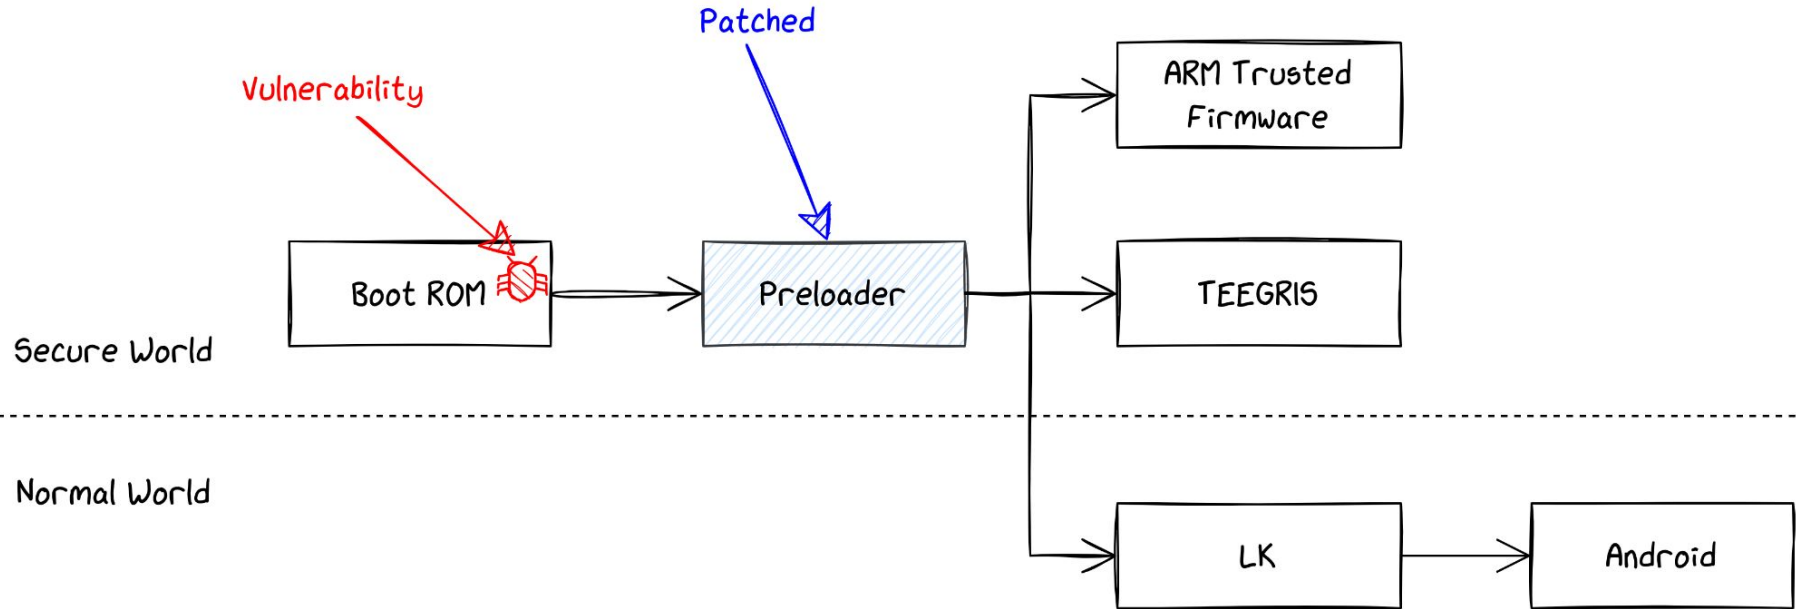 Patched
Vulnerability
ARM Trusted
Firmware
Boot ROM
Preloader
TEEGRIS
Secure World
Normal World
LK
Android